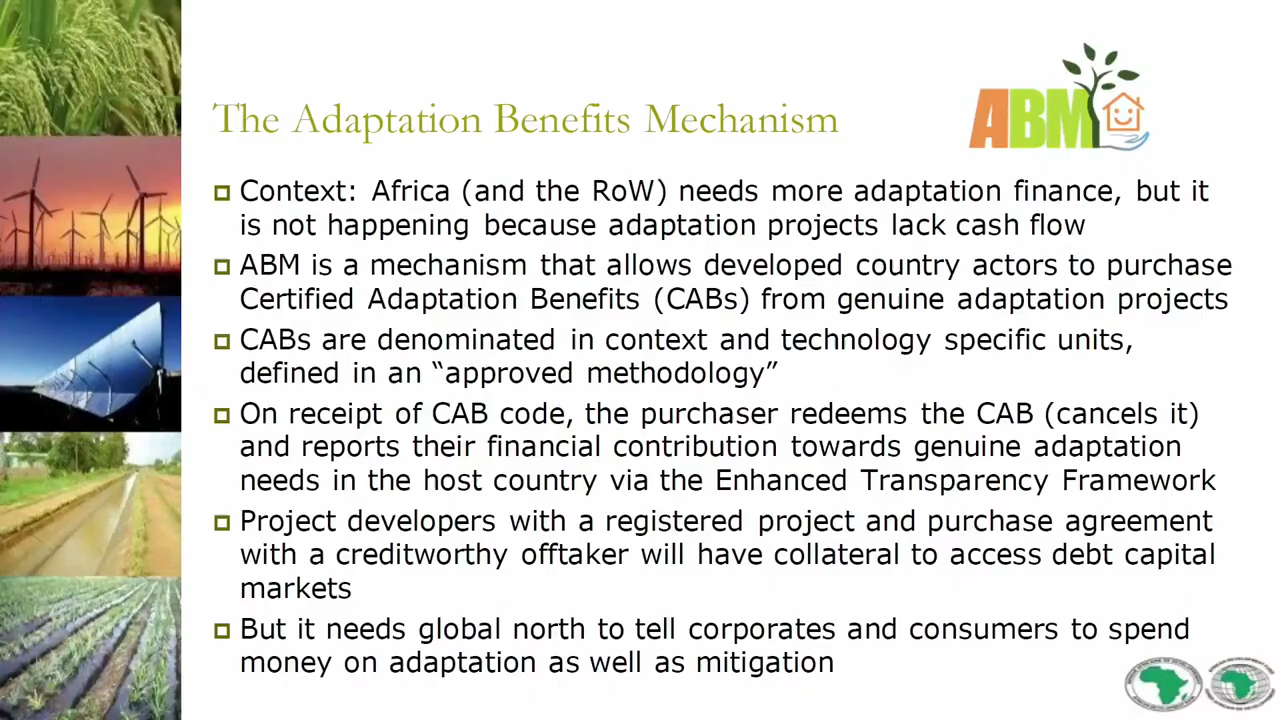 The Adaptation Benefits Mechanism
ABM
Context: Africa (and the RoW) needs more adaptation finance, but it
is not happening because adaptation projects lack cash flow
ABM is a mechanism that allows developed country actors to purchase
Certified Adaptation Benefits (CABs) from genuine adaptation projects
CABs are denominated in context and technology specific units,
defined in an “approved methodology”
On receipt of CAB code, the purchaser redeems the CAB (cancels it)
and reports their financial contribution towards genuine adaptation
needs in the host country via the Enhanced Transparency Framework
Project developers with a registered project and purchase agreement
with a creditworthy offtaker will have collateral to access debt capital
markets
But it needs global north to tell corporates and consumers to spend
money on adaptation as well as mitigation